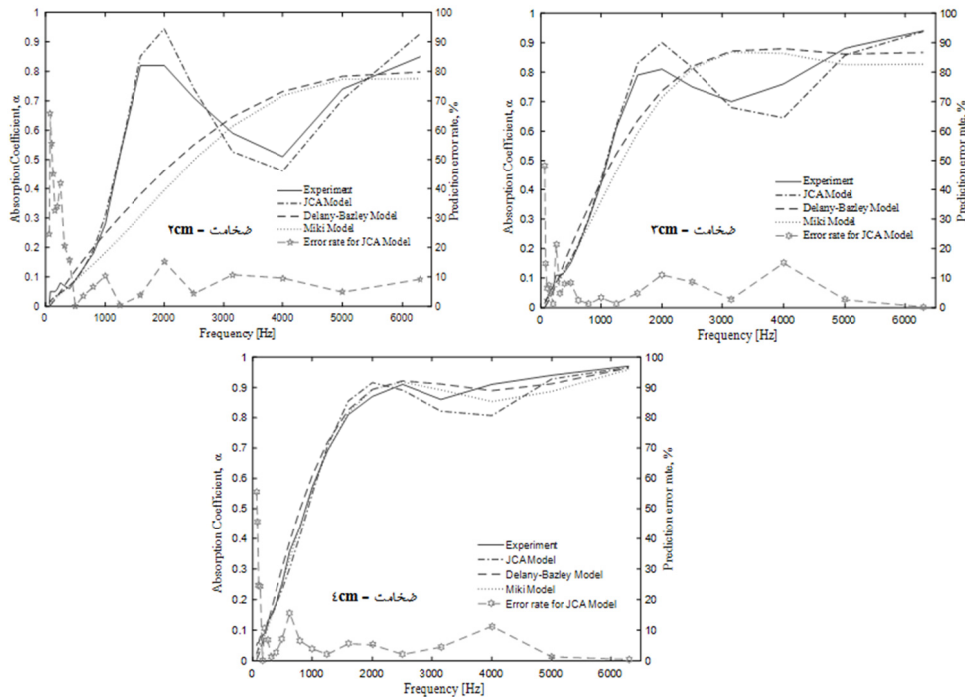 Absorption Coefficient, α
1
0.9
0.8
0.7
0.6
0.5
0.4
0.3
0.2
0.1
0
100
90
80
70
60
50
40
30
20
10
0
Prediction error rate, %
Experiment
JCA Model
Delany-Bazley Model
Miki Model
Error rate for JCA Model
ضخامت – ۲cm
0 1000 2000 3000 4000 5000 6000
Frequency [Hz]
Absorption Coefficient, α
1
0.9
0.8
0.7
0.6
0.5
0.4
0.3
0.2
0.1
0
100
90
80
70
60
50
40
30
20
10
0
Prediction error rate, %
Experiment
JCA Model
Delany-Bazley Model
Miki Model
Error rate for JCA Model
ضخامت – ۳cm
0 1000 2000 3000 4000 5000 6000
Frequency [Hz]
Absorption Coefficient, α
1
0.9
0.8
0.7
0.6
0.5
0.4
0.3
0.2
0.1
0
100
90
80
70
60
50
40
30
20
10
0
Prediction error rate, %
Experiment
JCA Model
Delany-Bazley Model
Miki Model
Error rate for JCA Model
ضخامت – ٤cm
0 1000 2000 3000 4000 5000 6000
Frequency [Hz]